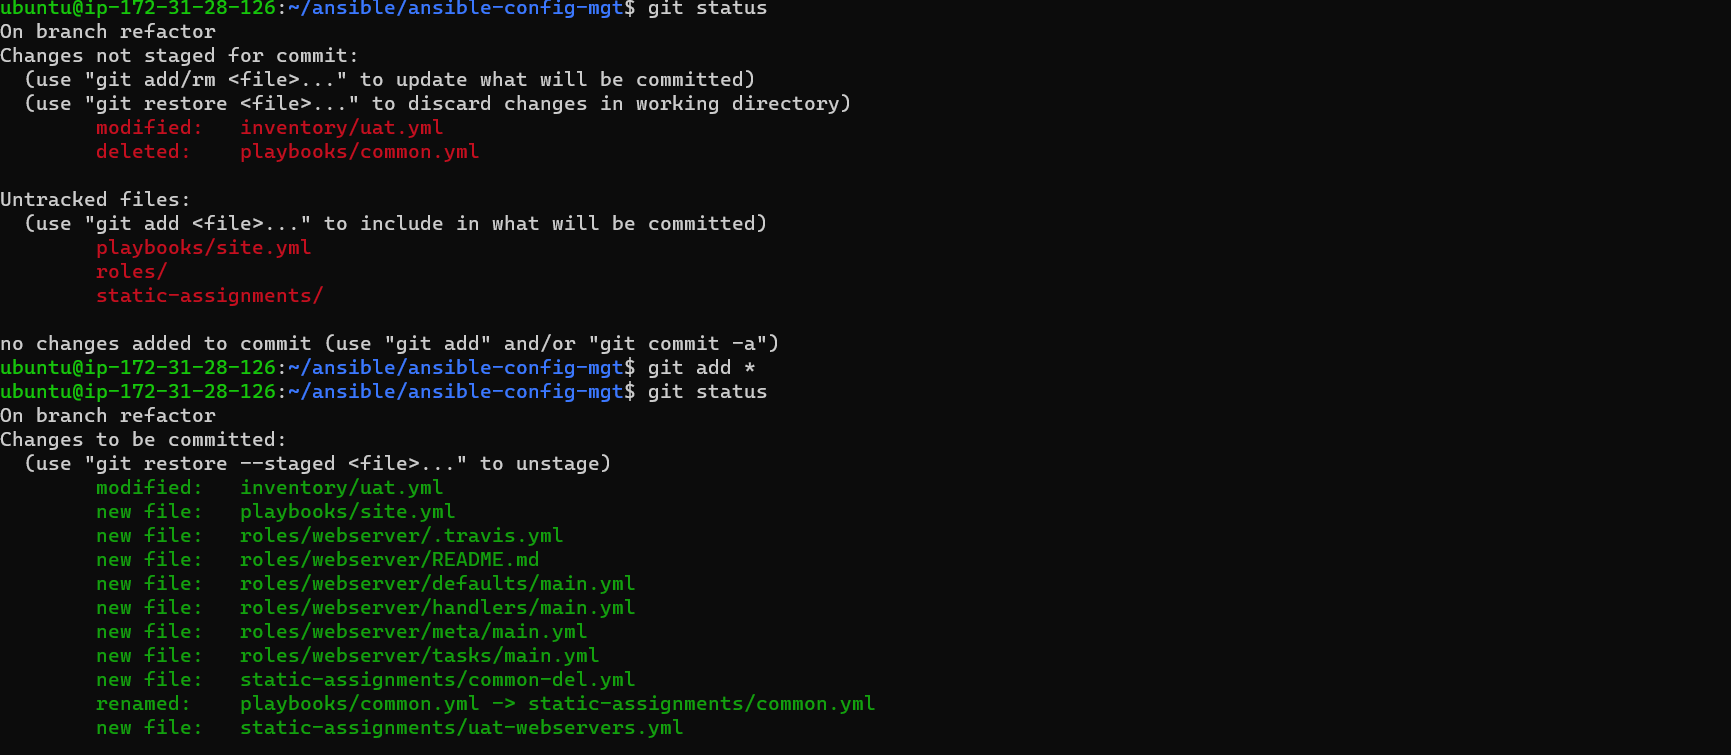 ubuntu@ip-172-31-28-126:~/ansible/ansible-config-mgt$ git status
On branch refactor
Changes not staged for commit:
  (use "git add/rm <file>..." to update what will be committed)
  (use "git restore <file>..." to discard changes in working directory)
        modified:   inventory/uat.yml
        deleted:    playbooks/common.yml

Untracked files:
  (use "git add <file>..." to include in what will be committed)
        playbooks/site.yml
        roles/
        static-assignments/

no changes added to commit (use "git add" and/or "git commit -a")
ubuntu@ip-172-31-28-126:~/ansible/ansible-config-mgt$ git add *
ubuntu@ip-172-31-28-126:~/ansible/ansible-config-mgt$ git status
On branch refactor
Changes to be committed:
  (use "git restore --staged <file>..." to unstage)
        modified:   inventory/uat.yml
        new file:   playbooks/site.yml
        new file:   roles/webserver/.travis.yml
        new file:   roles/webserver/README.md
        new file:   roles/webserver/defaults/main.yml
        new file:   roles/webserver/handlers/main.yml
        new file:   roles/webserver/meta/main.yml
        new file:   roles/webserver/tasks/main.yml
        new file:   static-assignments/common-del.yml
        renamed:    playbooks/common.yml -> static-assignments/common.yml
        new file:   static-assignments/uat-webservers.yml